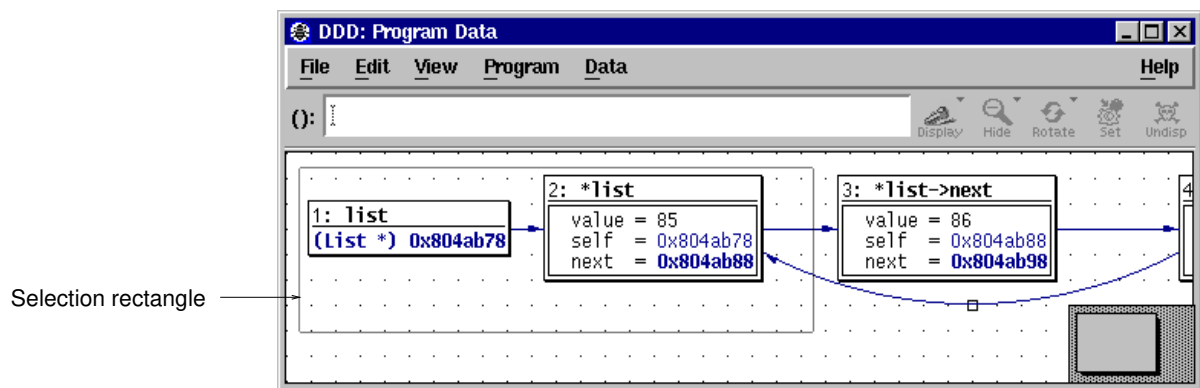 DDD: Program Data
File Edit View Program Data Help
():
Display Hide Rotate Set Undisp
1: list
(List *) 0x804ab78
2: *list
value = 85
self = 0x804ab78
next = 0x804ab88
3: *list->next
value = 86
self = 0x804ab88
next = 0x804ab98
4
Selection rectangle